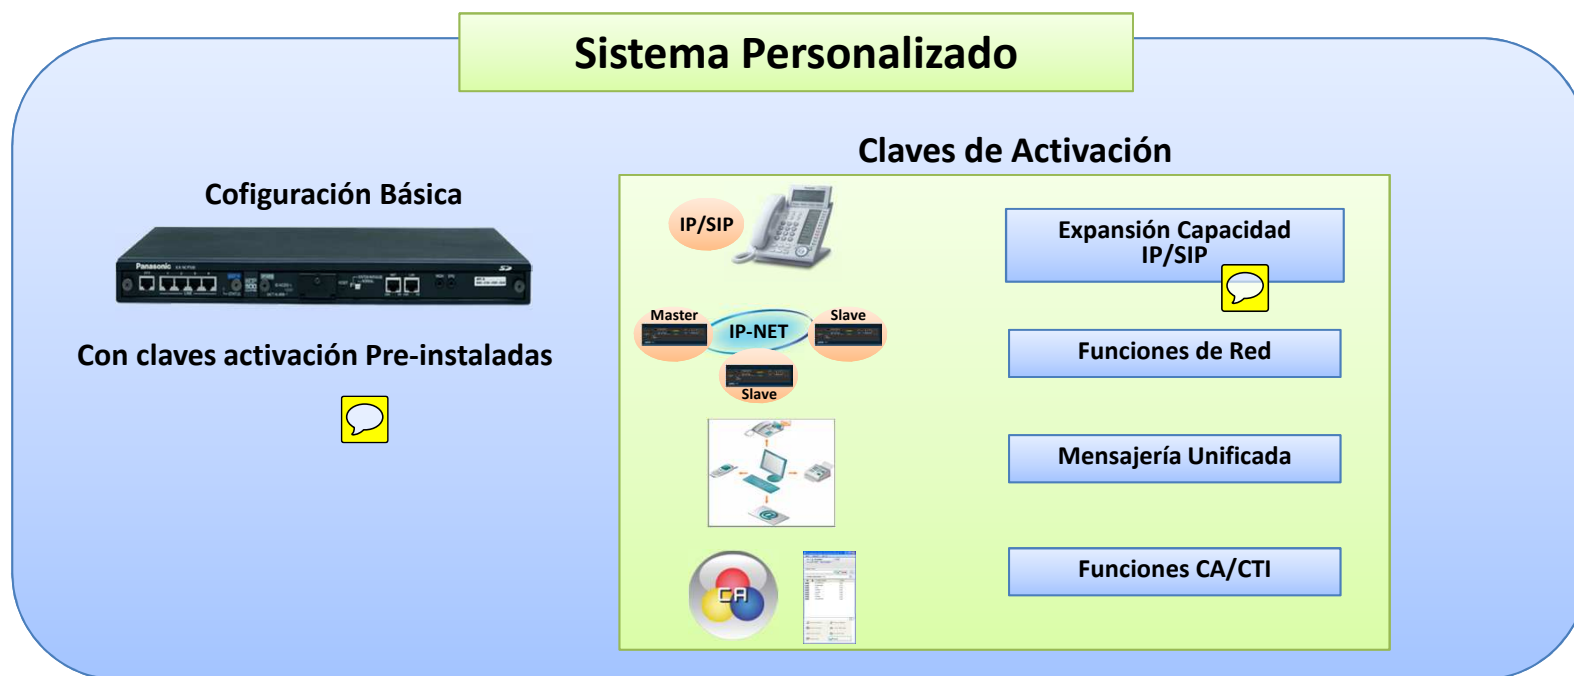 Sistema Personalizado
Claves de Activación
Cofiguración Básica
Panasonic
Con claves activación Pre-instaladas
IP/SIP
Expansión Capacidad
IP/SIP
Master
IP-NET
Slave
Slave
Funciones de Red
Mensajería Unificada
CA
Funciones CA/CTI